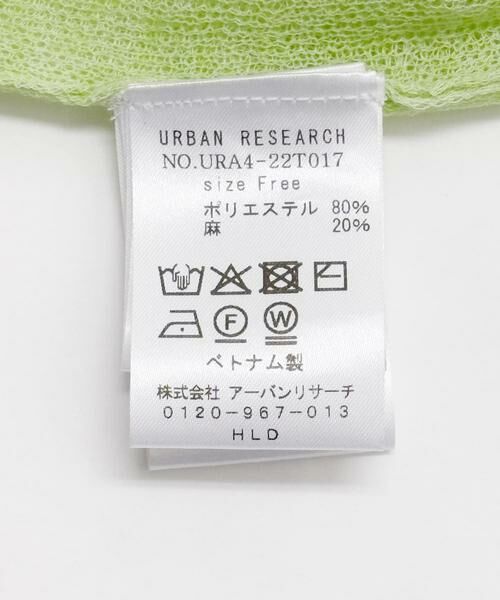 URBAN RESEARCH
NO.URA4-22T017
size Free
ポリエステル 80%
麻 20%
F W
ベトナム製
株式会社 アーバンリサーチ
0120-967-013
HLD